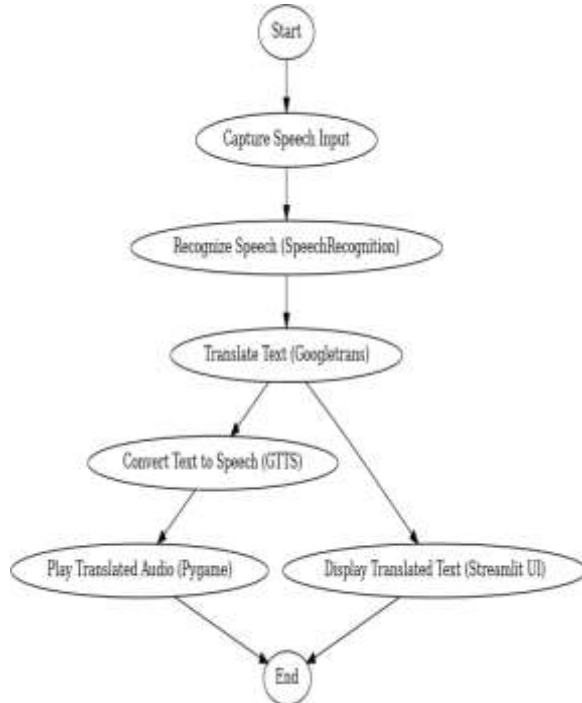 Start
Capture Speech Input
Recognize Speech (SpeechRecognition)
Translate Text (Googletrans)
Convert Text to Speech (GTTS)
Play Translated Audio (Pygame)
Display Translated Text (Streamlit UI)
End